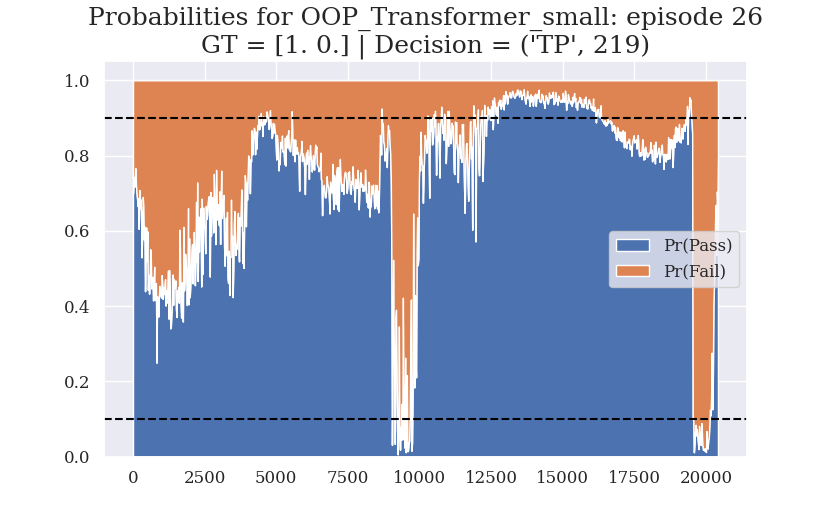 Probabilities for OOP_Transformer_small: episode 26
GT = [1. 0.] | Decision = ('TP', 219)
1.0
0.8
0.6
0.4
0.2
0.0
Pr(Pass)
Pr(Fail)
0 2500 5000 7500 10000 12500 15000 17500 20000